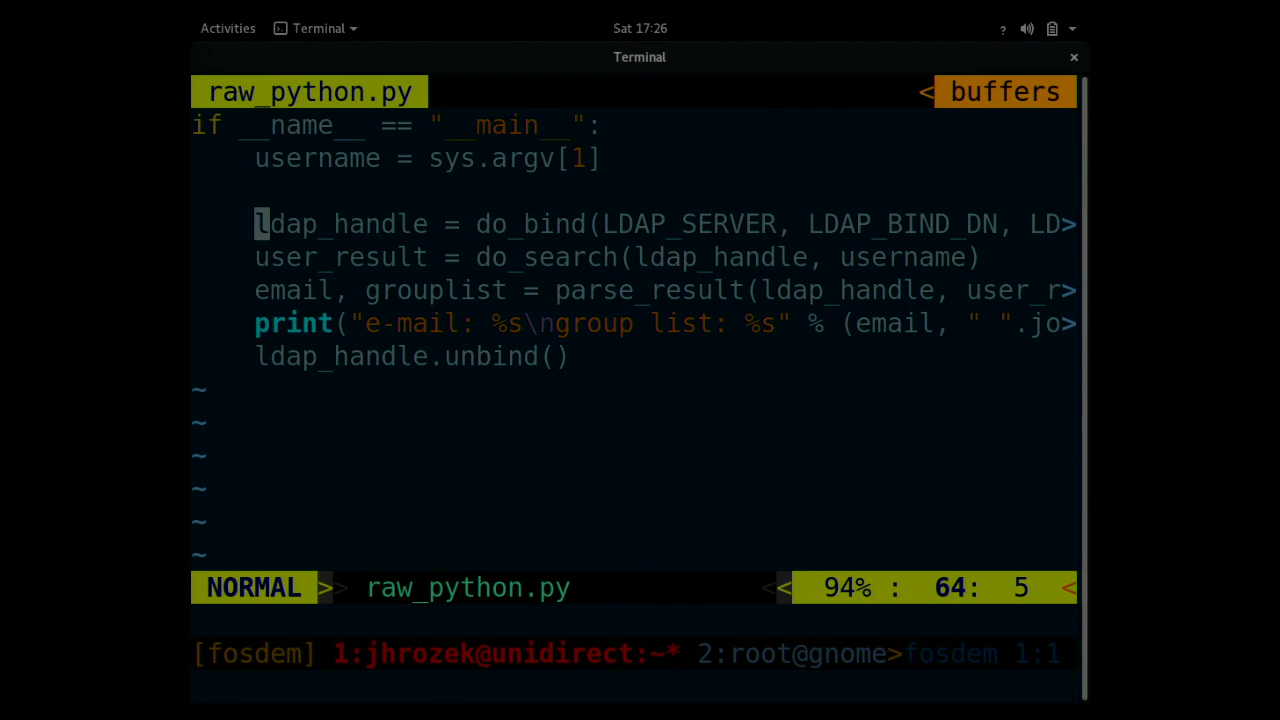 Activities Terminal Sat 17:26 ?
Terminal ×
raw_python.py < buffers
if __name__ == "__main__":
    username = sys.argv[1]
    ldap_handle = do_bind(LDAP_SERVER, LDAP_BIND_DN, LD>
    user_result = do_search(ldap_handle, username)
    email, grouplist = parse_result(ldap_handle, user_r>
    print("e-mail: %s\ngroup list: %s" % (email, " ".jo>
    ldap_handle.unbind()
~
~
~
~
~
~
NORMAL >> raw_python.py << 94% : 64: 5 <
[fosdem] 1:jhrozek@unidirect:~* 2:root@gnome>fosdem 1:1